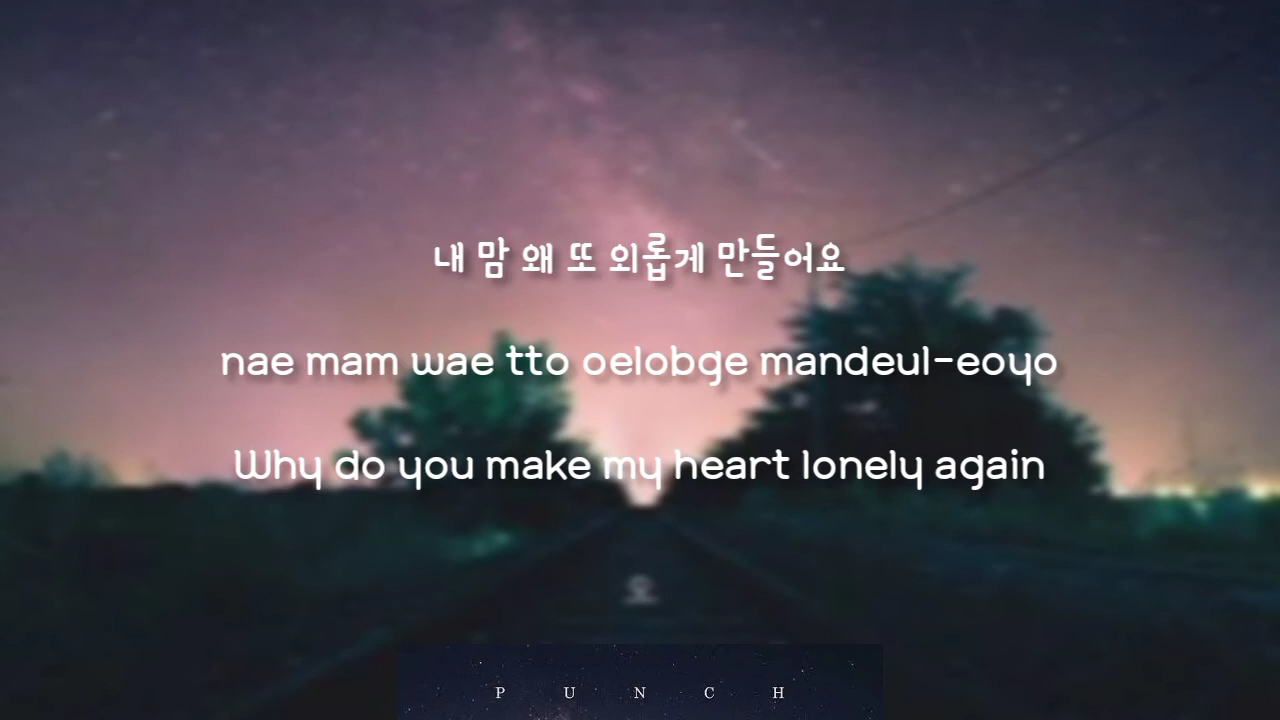 내 맘 왜 또 외롭게 만들어요
nae mam wae tto oelobge mandeul-eoyo
Why do you make my heart lonely again
오
PUNCH